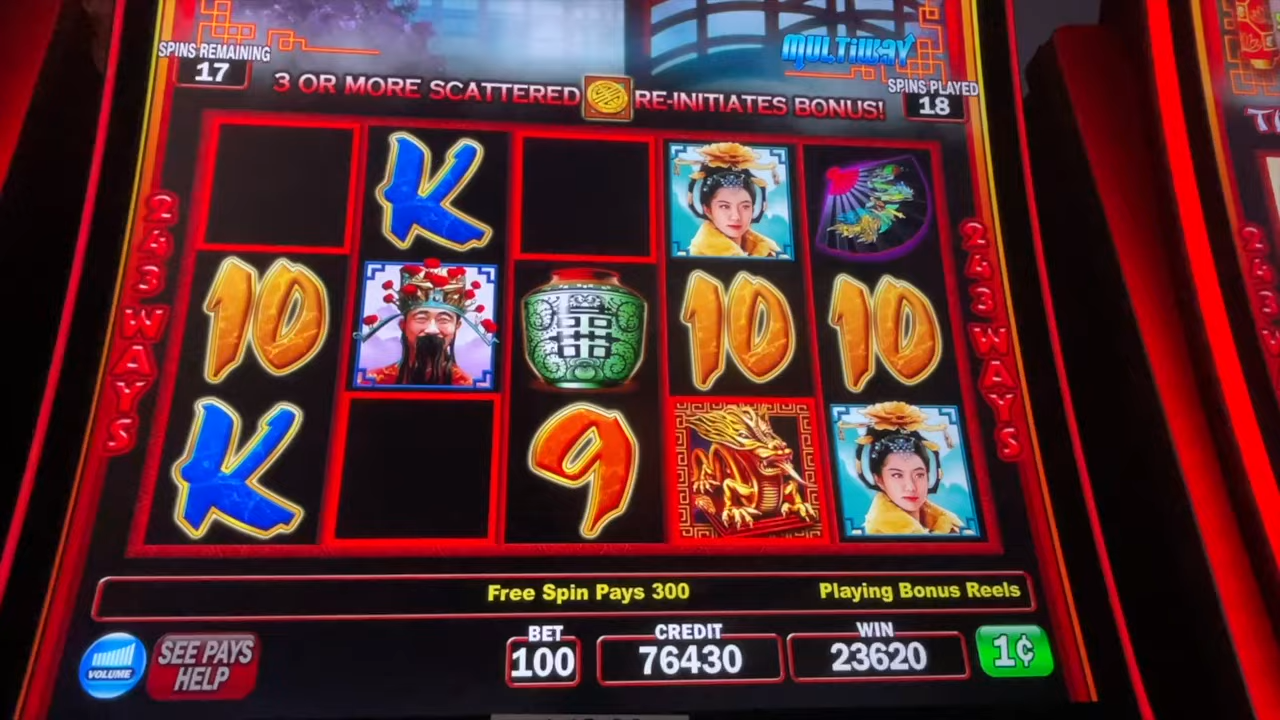 SPINS REMAINING
17
MULTIWAY
SPINS PLAYED
18
3 OR MORE SCATTERED RE-INITIATES BONUS!
243 WAYS
K
10
10
10
K
9
243 WAYS
Free Spin Pays 300
Playing Bonus Reels
VOLUME
SEE PAYS
HELP
BET
100
CREDIT
76430
WIN
23620
1¢